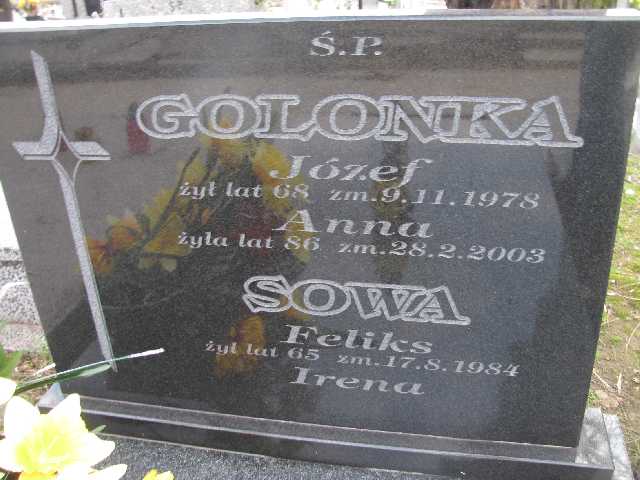 Ś.P.
GOLONKA
Józef
żył lat 68 zm.9.11.1978
Anna
żyła lat 86 zm.28.2.2003
SOWA
Feliks
żył lat 65 zm.17.8.1984
Irena